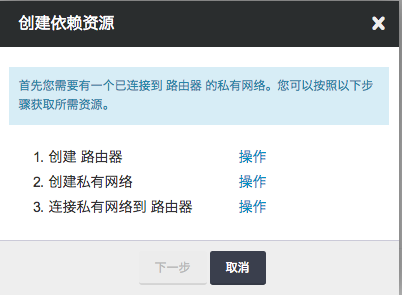 创建依赖资源
首先您需要有一个已连接到 路由器 的私有网络。您可以按照以下步
骤获取所需资源。
1. 创建 路由器 操作
2. 创建私有网络 操作
3. 连接私有网络到 路由器 操作
下一步 取消